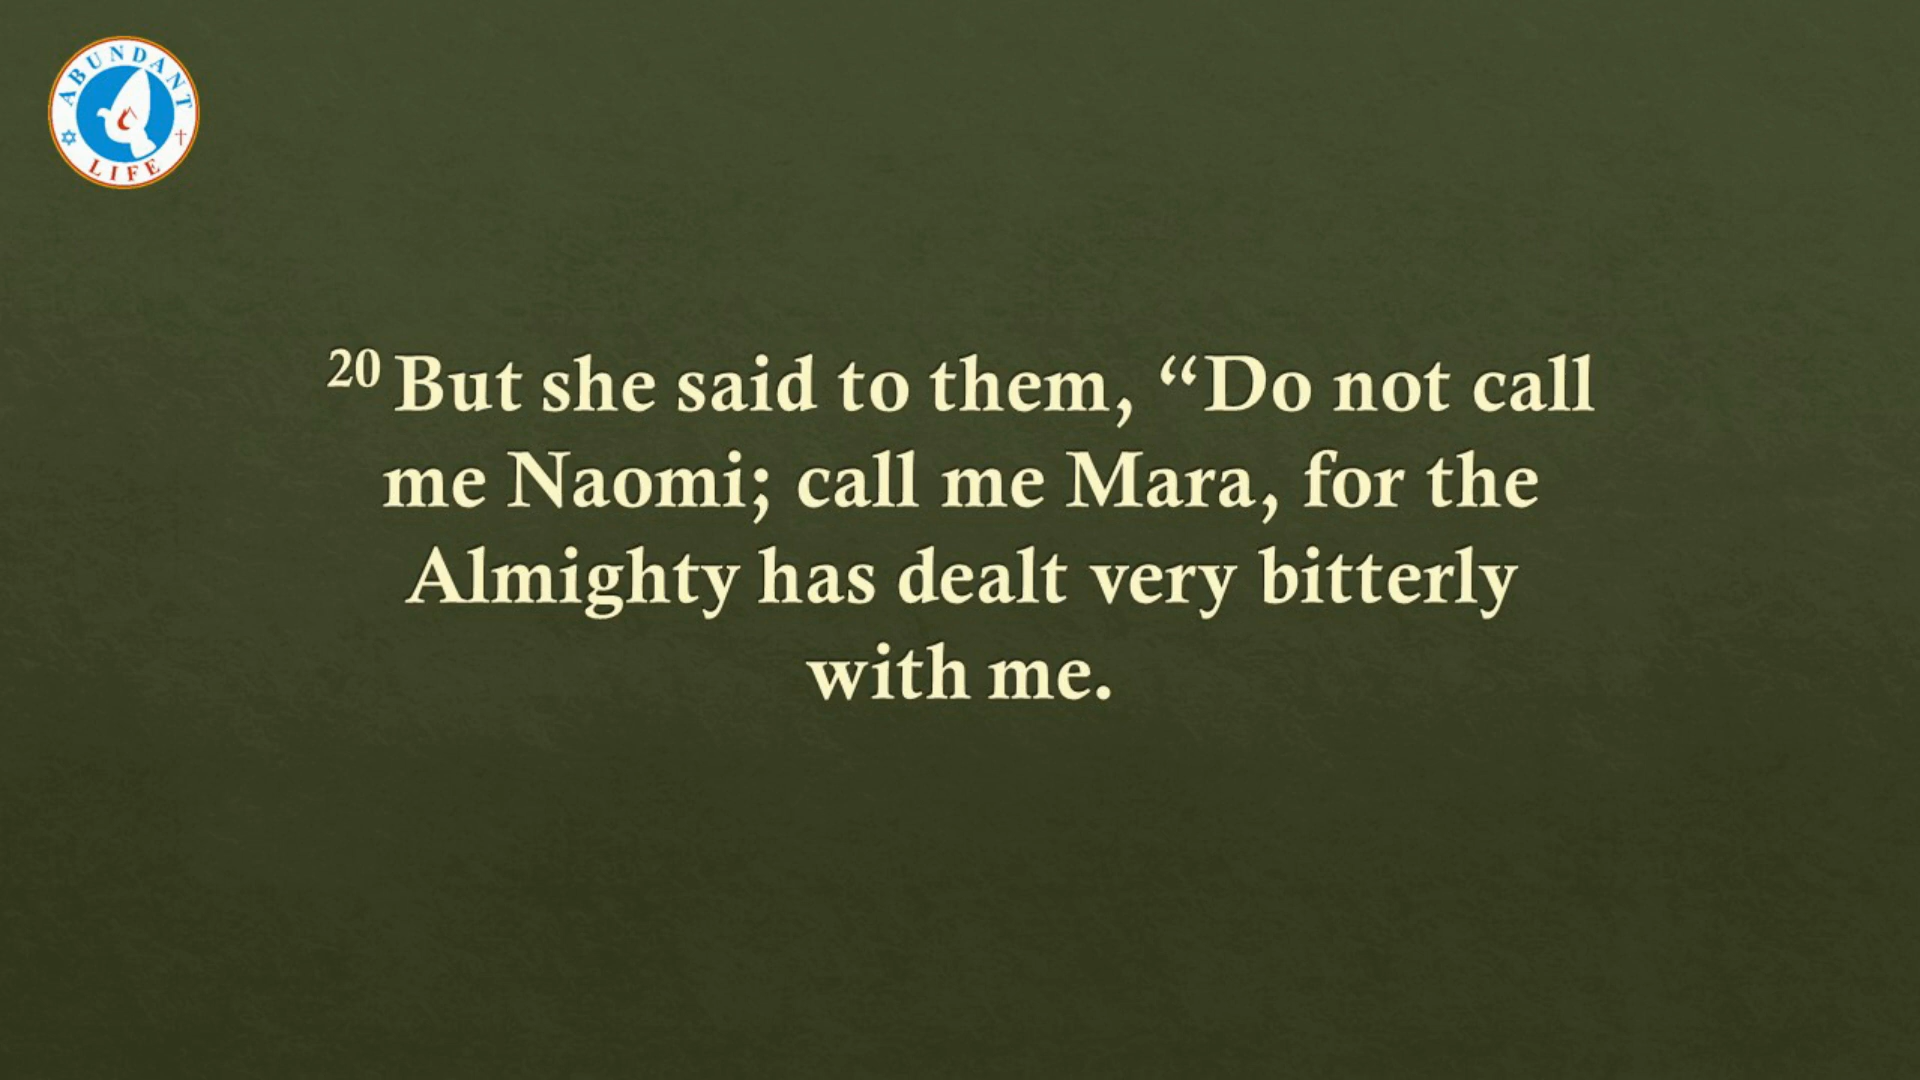 ABUNDANT
LIFE
20 But she said to them, “Do not call
me Naomi; call me Mara, for the
Almighty has dealt very bitterly
with me.